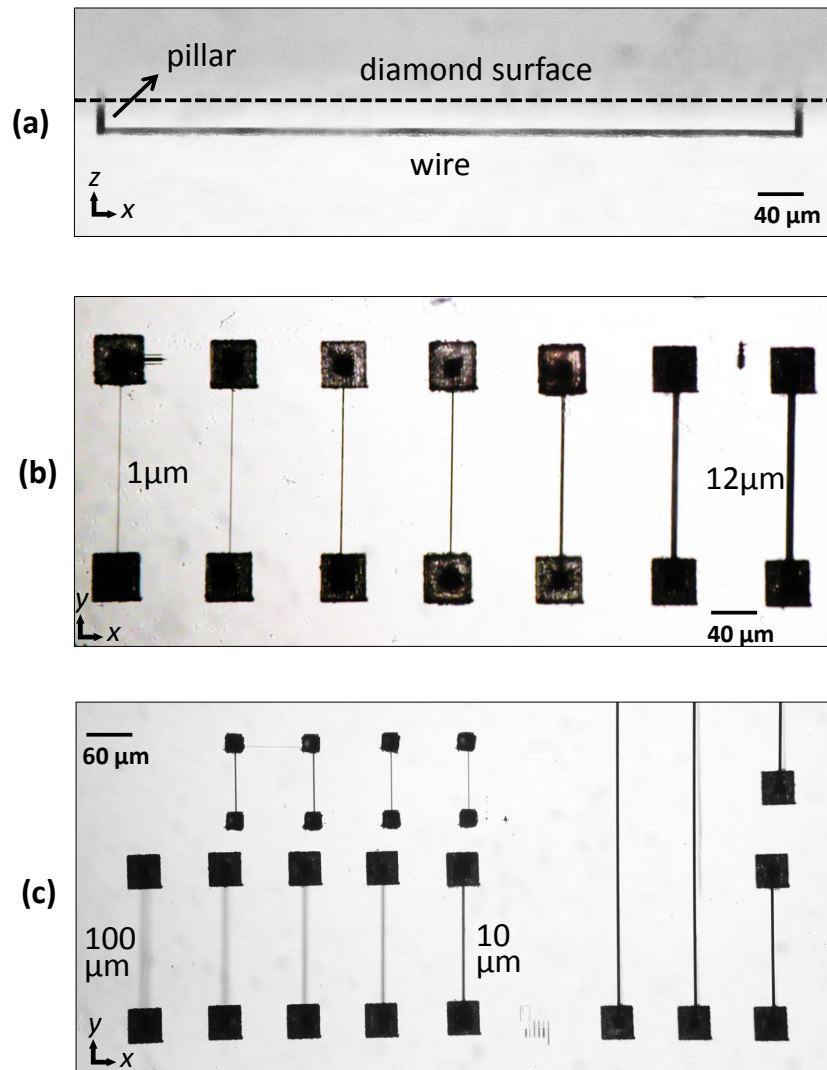 (a)
pillar
diamond surface
wire
z
x
40 μm
(b)
1μm
12μm
y
x
40 μm
(c)
60 μm
100
μm
10
μm
y
x